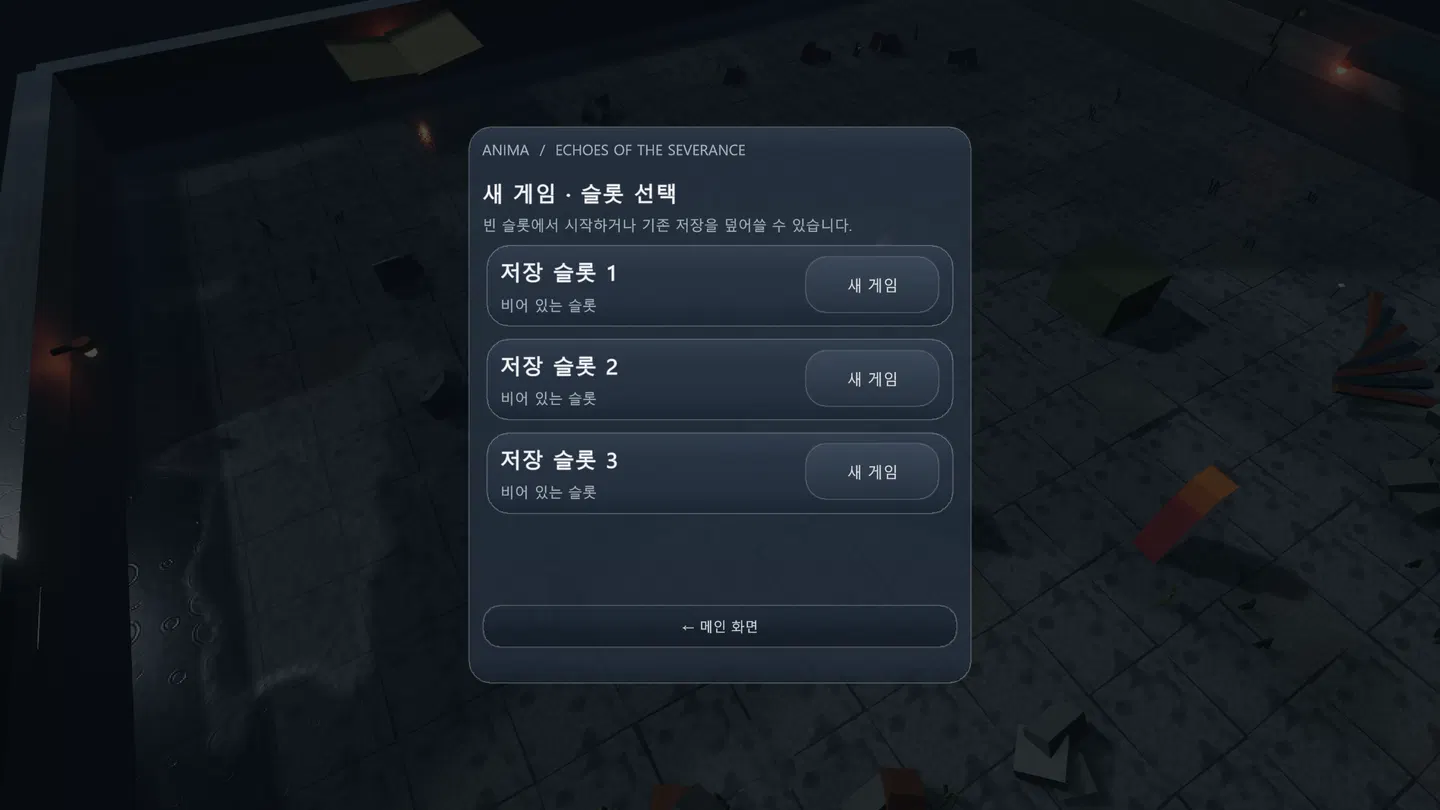 ANIMA / ECHOES OF THE SEVERANCE
새 게임 · 슬롯 선택
빈 슬롯에서 시작하거나 기존 저장을 덮어쓸 수 있습니다.
저장 슬롯 1
비어 있는 슬롯
새 게임
저장 슬롯 2
비어 있는 슬롯
새 게임
저장 슬롯 3
비어 있는 슬롯
새 게임
← 메인 화면